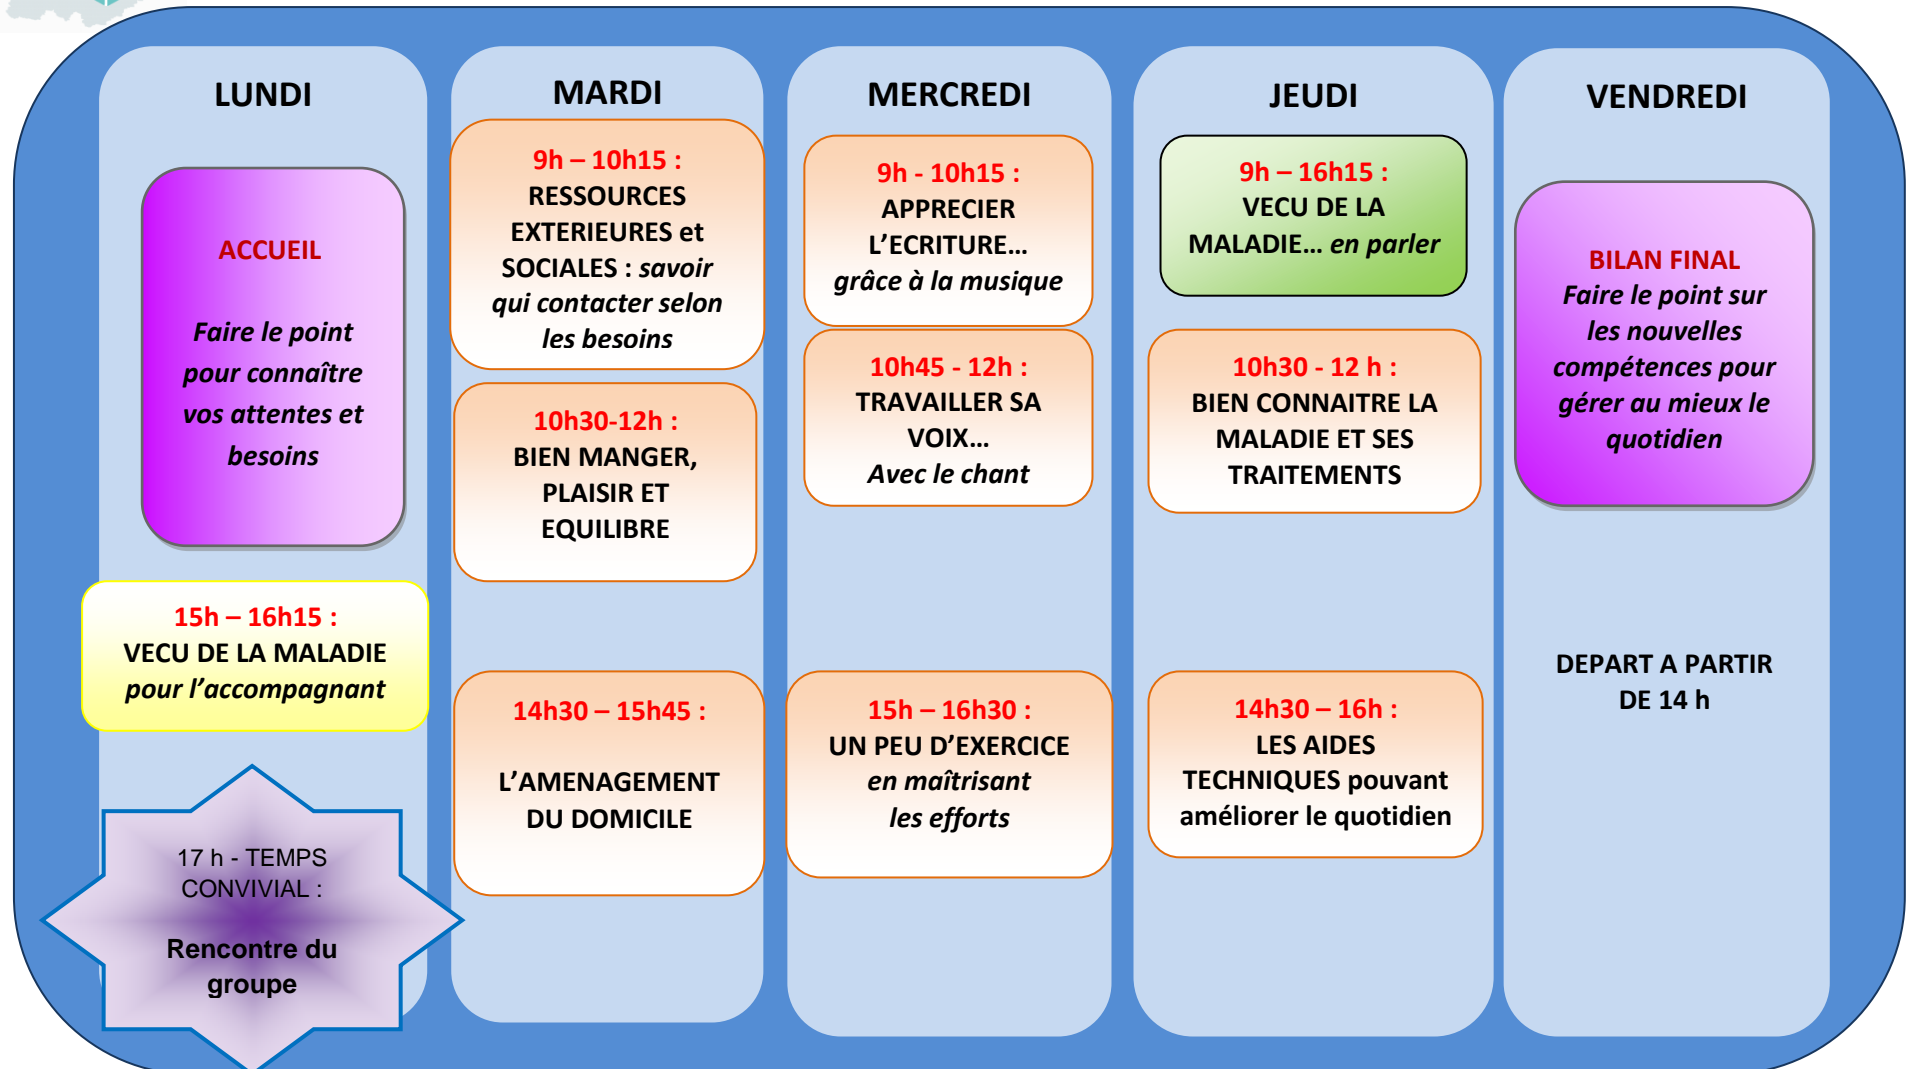 LUNDI
ACCUEIL
Faire le point
pour connaître
vos attentes et
besoins
15h – 16h15 :
VECU DE LA MALADIE
pour l'accompagnant
17 h - TEMPS
CONVIVIAL :
Rencontre du
groupe
MARDI
9h – 10h15 :
RESSOURCES
EXTERIEURES et
SOCIALES : savoir
qui contacter selon
les besoins
10h30-12h :
BIEN MANGER,
PLAISIR ET
EQUILIBRE
14h30 – 15h45 :
L'AMENAGEMENT
DU DOMICILE
MERCREDI
9h - 10h15 :
APPRECIER
L'ECRITURE…
grâce à la musique
10h45 - 12h :
TRAVAILLER SA
VOIX…
Avec le chant
15h – 16h30 :
UN PEU D'EXERCICE
en maîtrisant
les efforts
JEUDI
9h – 16h15 :
VECU DE LA
MALADIE… en parler
10h30 - 12 h :
BIEN CONNAITRE LA
MALADIE ET SES
TRAITEMENTS
14h30 – 16h :
LES AIDES
TECHNIQUES pouvant
améliorer le quotidien
VENDREDI
BILAN FINAL
Faire le point sur
les nouvelles
compétences pour
gérer au mieux le
quotidien
DEPART A PARTIR
DE 14 h